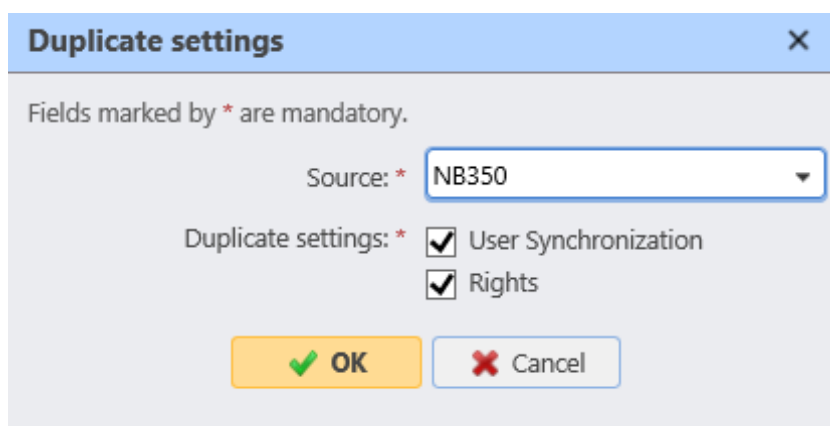 Duplicate settings
Fields marked by * are mandatory.
Source: * NB350
Duplicate settings: * User Synchronization
Rights
OK Cancel